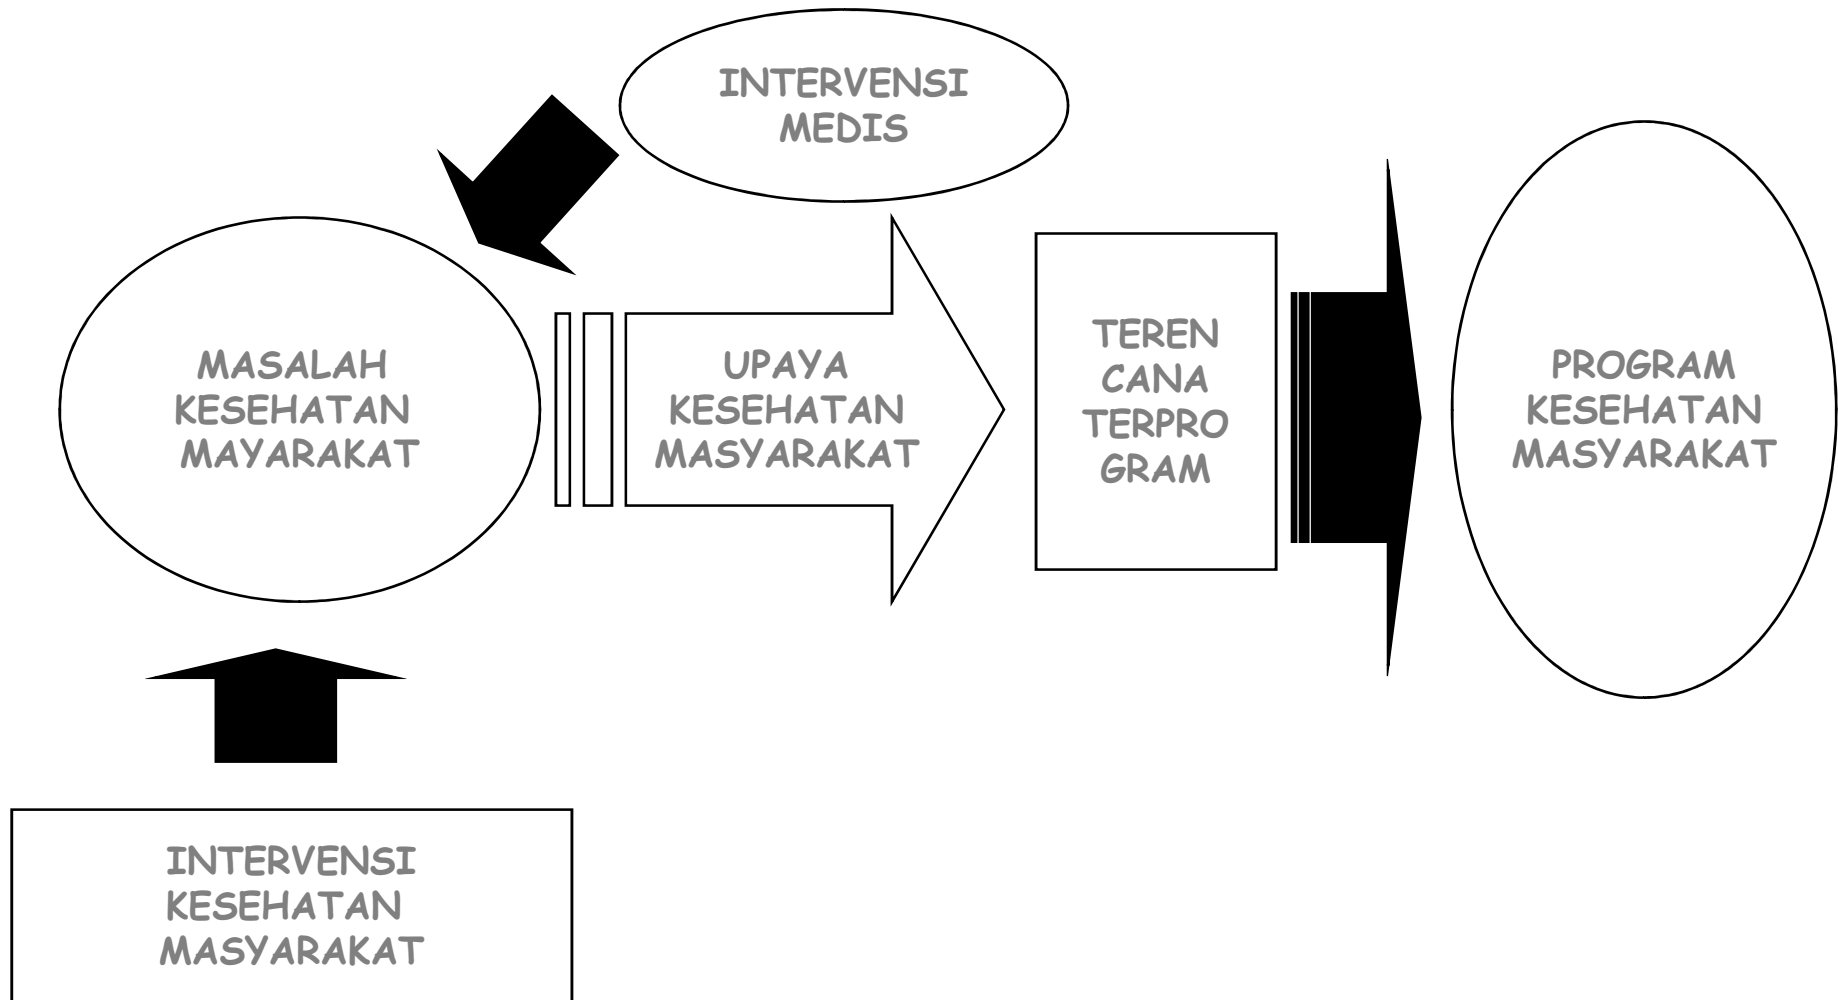 INTERVENSI
MEDIS
MASALAH
KESEHATAN
MAYARAKAT
UPAYA
KESEHATAN
MASYARAKAT
TEREN
CANA
TERPRO
GRAM
PROGRAM
KESEHATAN
MASYARAKAT
INTERVENSI
KESEHATAN
MASYARAKAT